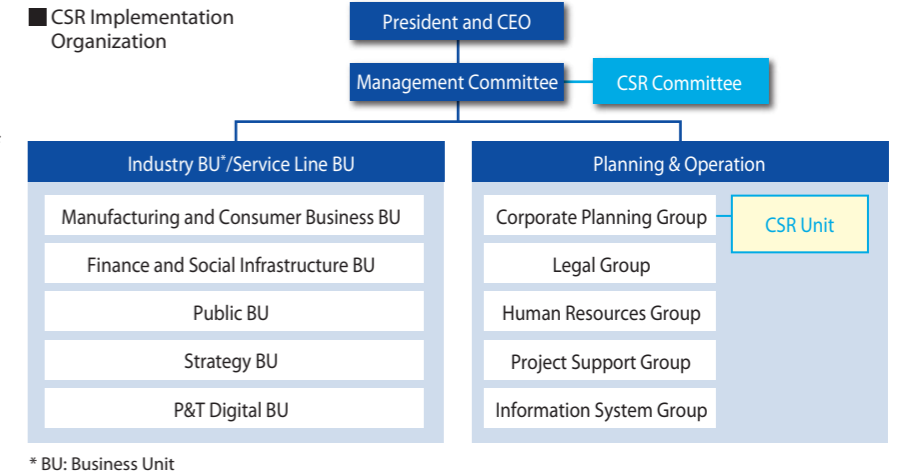 ■ CSR Implementation
Organization
President and CEO
Management Committee
CSR Committee
Industry BU*/Service Line BU
Manufacturing and Consumer Business BU
Finance and Social Infrastructure BU
Public BU
Strategy BU
P&T Digital BU
Planning & Operation
Corporate Planning Group
CSR Unit
Legal Group
Human Resources Group
Project Support Group
Information System Group
* BU: Business Unit